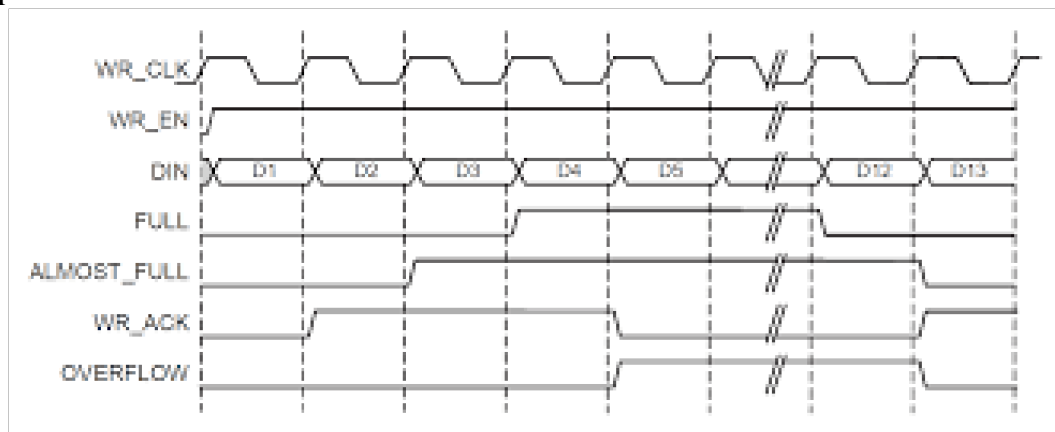 WR_CLK
WR_EN
DIN D1 D2 D3 D4 D5 D12 D13
FULL
ALMOST_FULL
WR_ACK
OVERFLOW